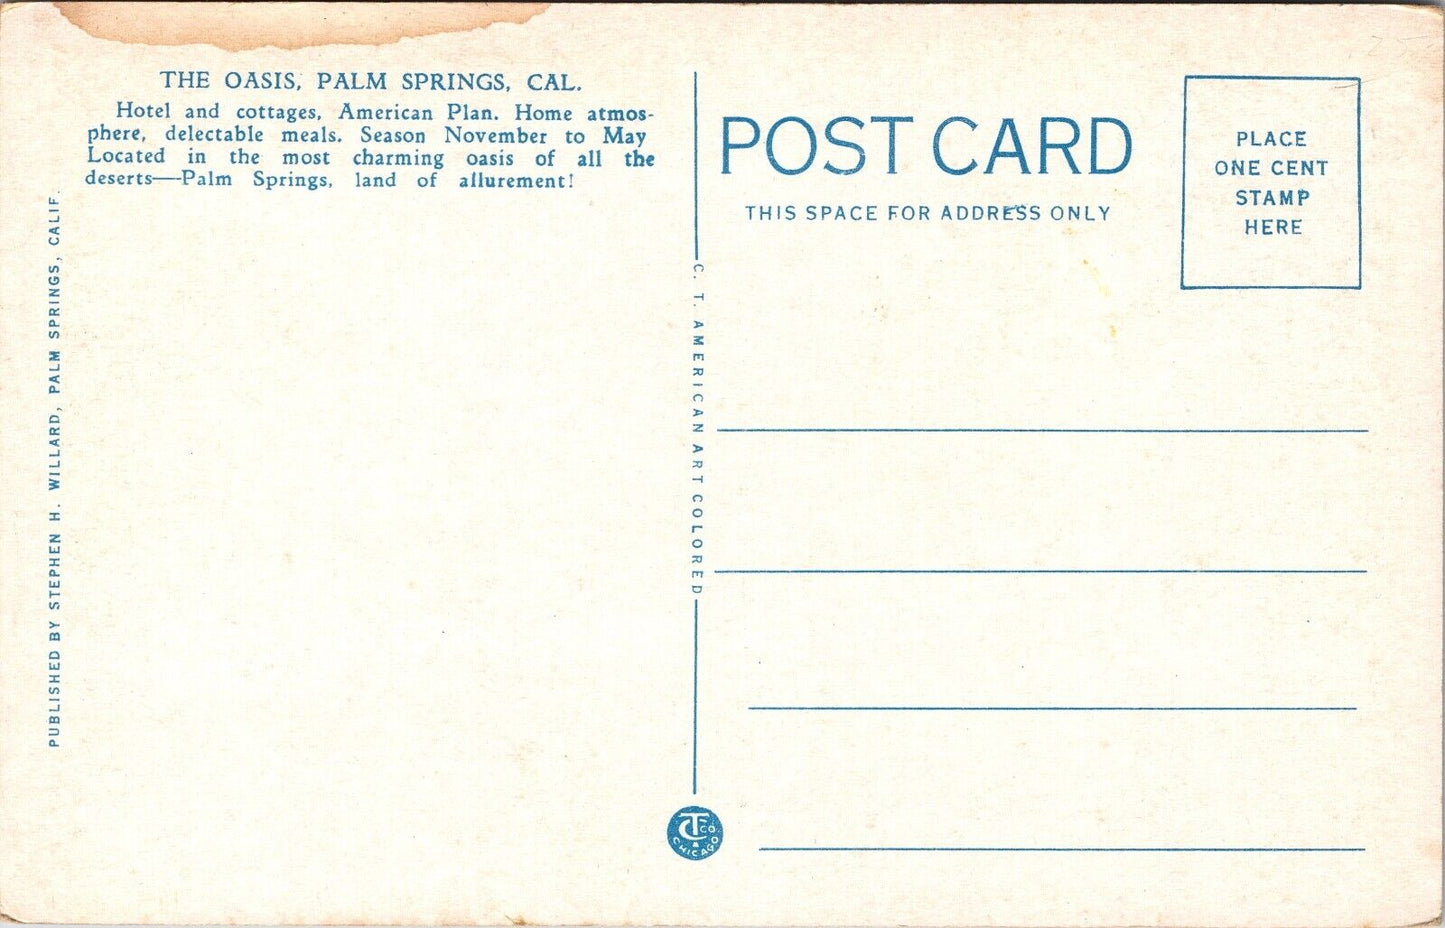 THE OASIS, PALM SPRINGS, CAL.
Hotel and cottages, American Plan. Home atmos-
phere, delectable meals. Season November to May
Located in the most charming oasis of all the
deserts—Palm Springs, land of allurement!
PUBLISHED BY STEPHEN H. WILLARD, PALM SPRINGS, CALIF.
C. T. AMERICAN ART COLORED
CT CO
CHICAGO
POST CARD
THIS SPACE FOR ADDRESS ONLY
PLACE
ONE CENT
STAMP
HERE